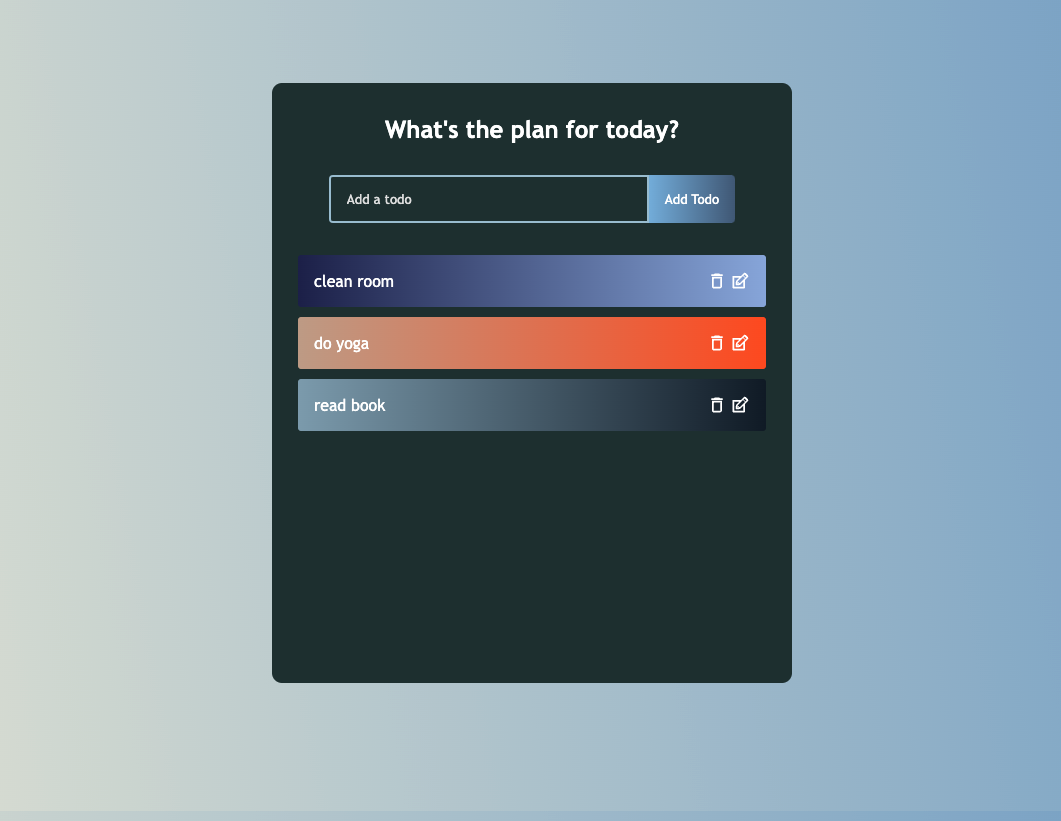 What's the plan for today?
Add a todo
Add Todo
clean room
do yoga
read book